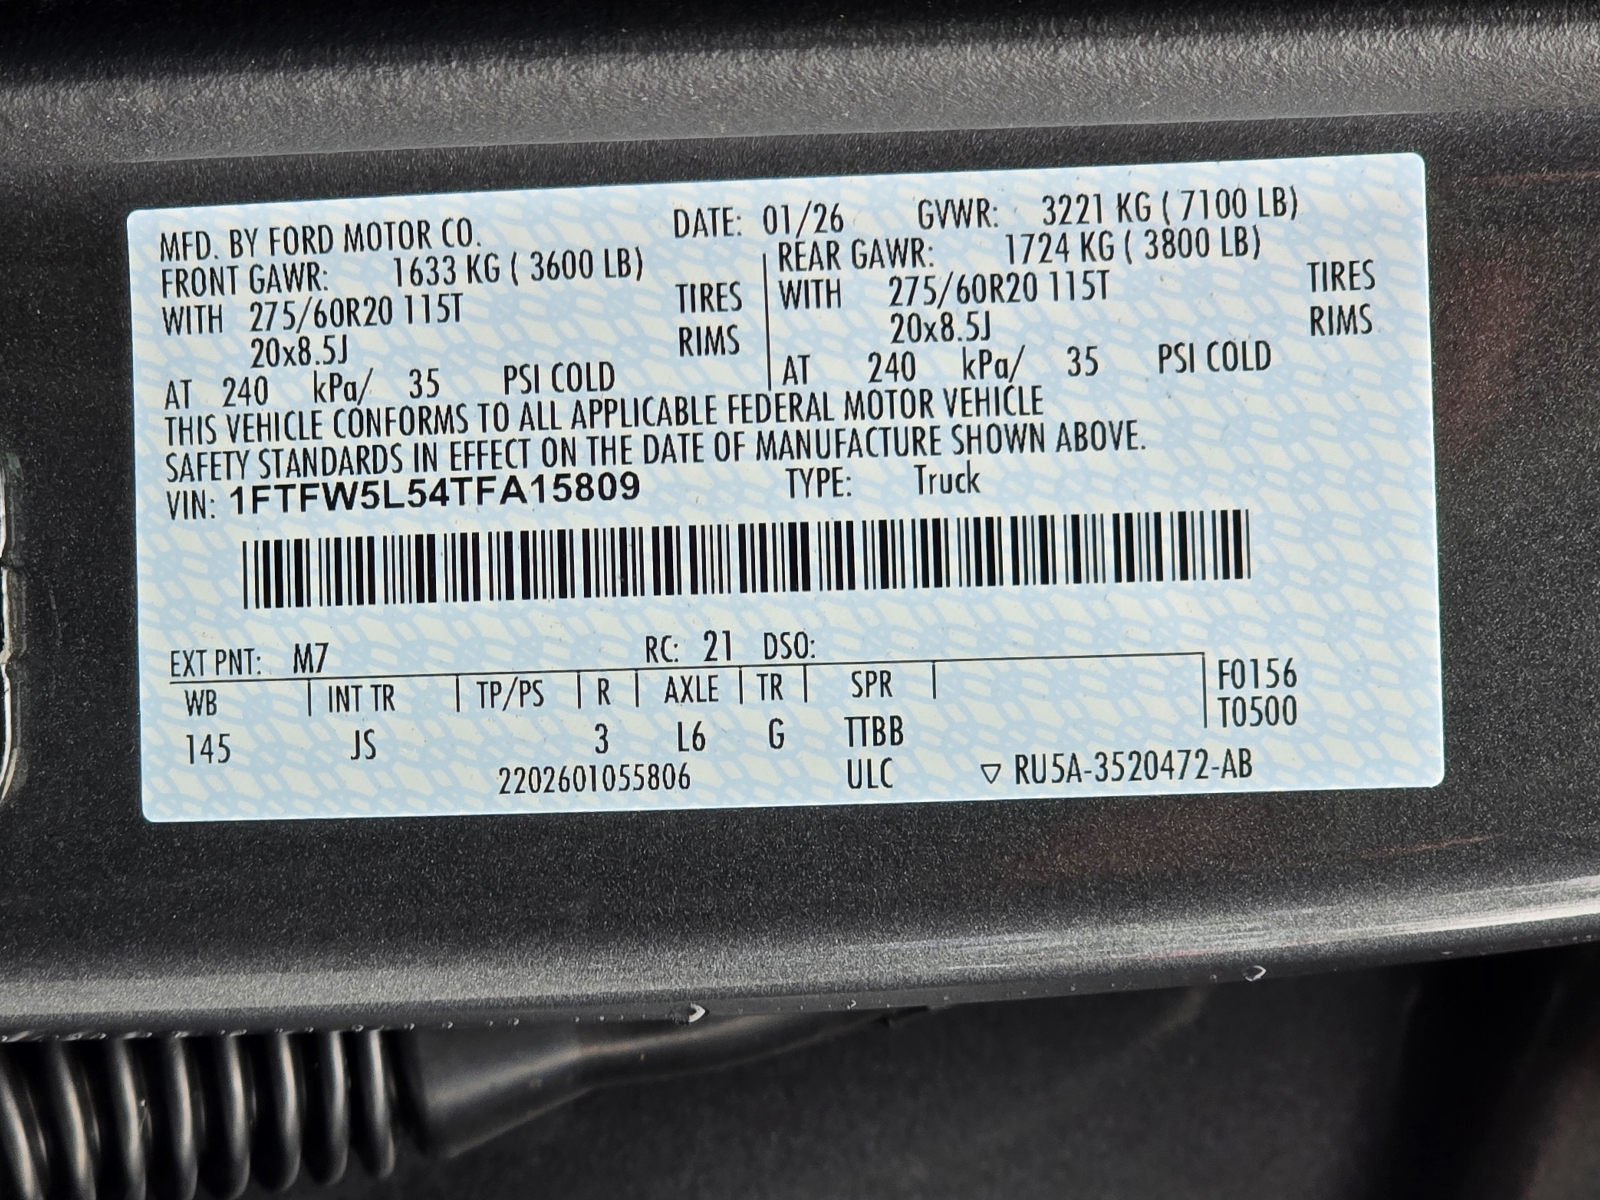 MFD. BY FORD MOTOR CO. DATE: 01/26 GVWR: 3221 KG ( 7100 LB)
FRONT GAWR: 1633 KG ( 3600 LB) REAR GAWR: 1724 KG ( 3800 LB)
WITH 275/60R20 115T TIRES WITH 275/60R20 115T TIRES
20x8.5J RIMS 20x8.5J RIMS
AT 240 kPa/ 35 PSI COLD AT 240 kPa/ 35 PSI COLD
THIS VEHICLE CONFORMS TO ALL APPLICABLE FEDERAL MOTOR VEHICLE
SAFETY STANDARDS IN EFFECT ON THE DATE OF MANUFACTURE SHOWN ABOVE.
VIN: 1FTFW5L54TFA15809 TYPE: Truck
EXT PNT: M7 RC: 21 DSO:
WB INT TR TP/PS R AXLE TR SPR F0156
T0500
145 JS 3 L6 G TTBB
2202601055806 ULC ▽ RU5A-3520472-AB